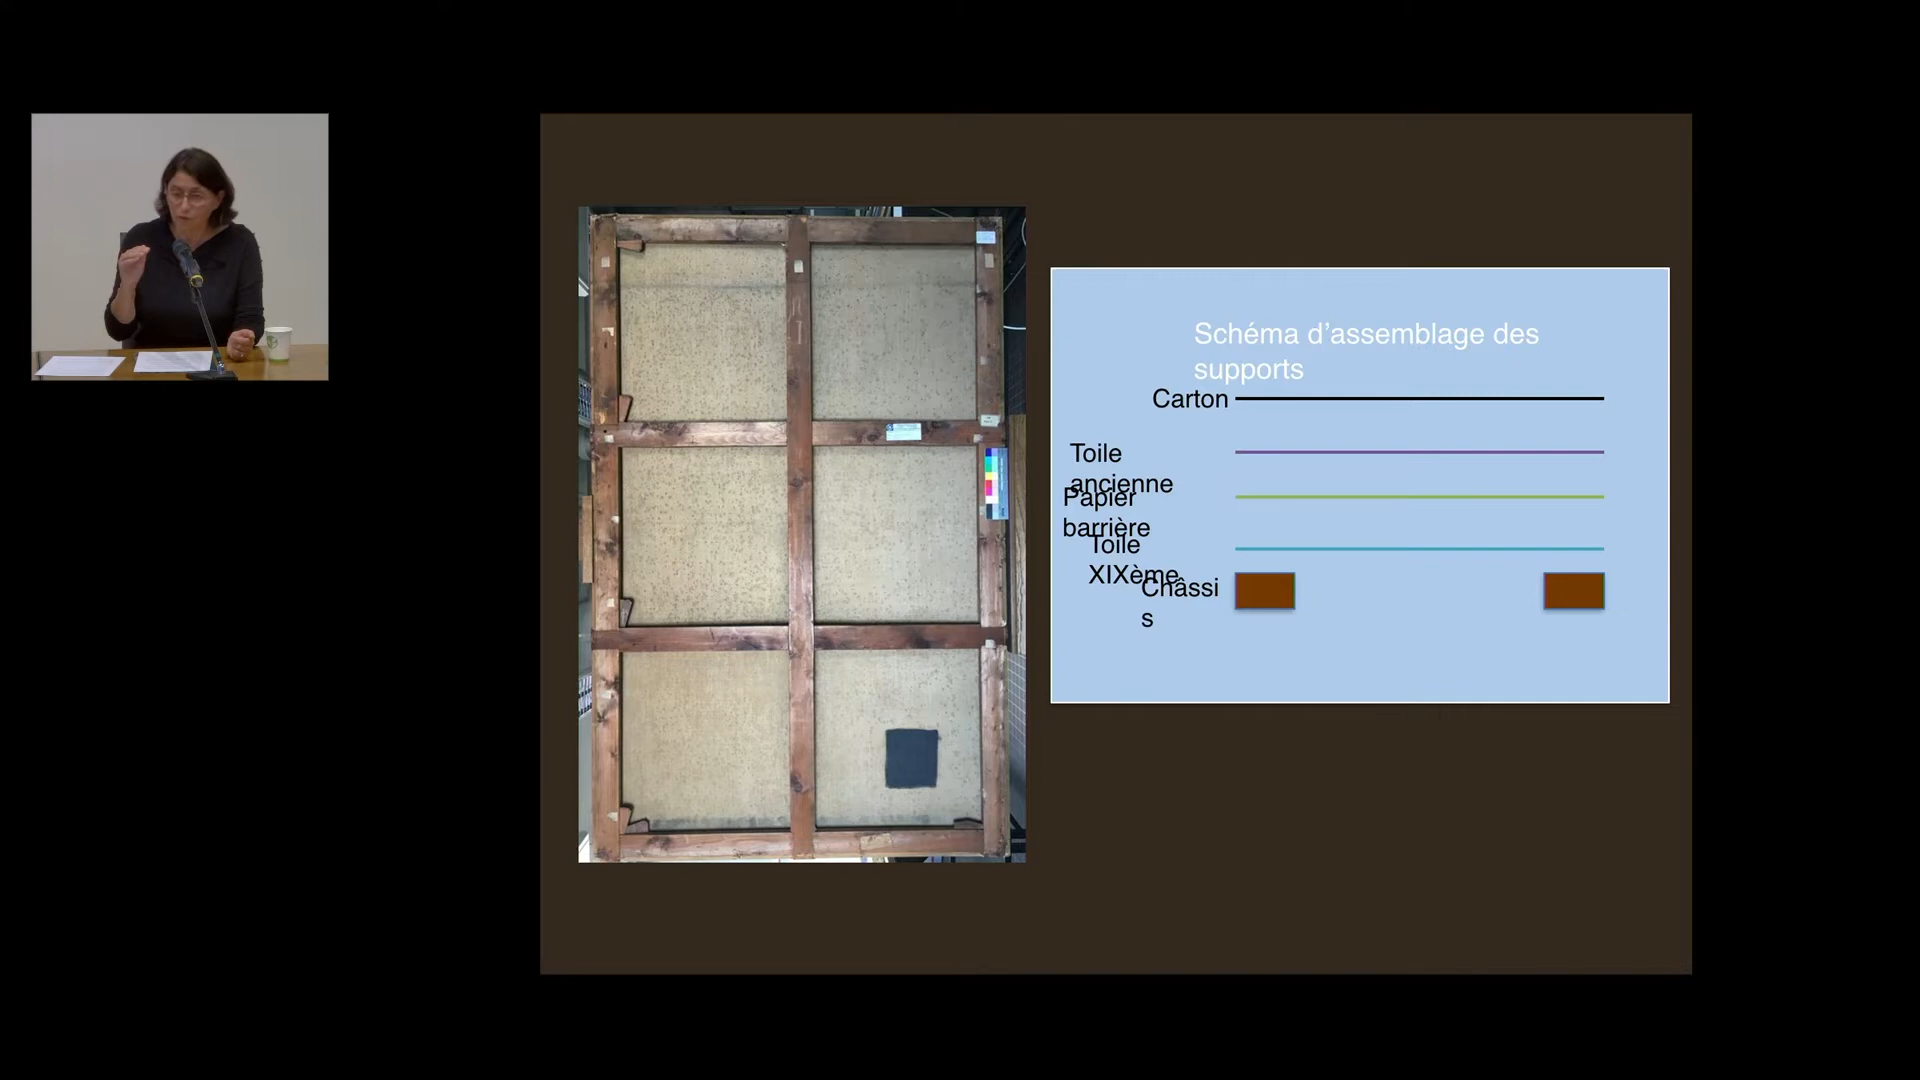 Schéma d’assemblage des
supports
Carton
Toile
ancienne
Papier
barrière
Toile
XIXème
Châssi
s